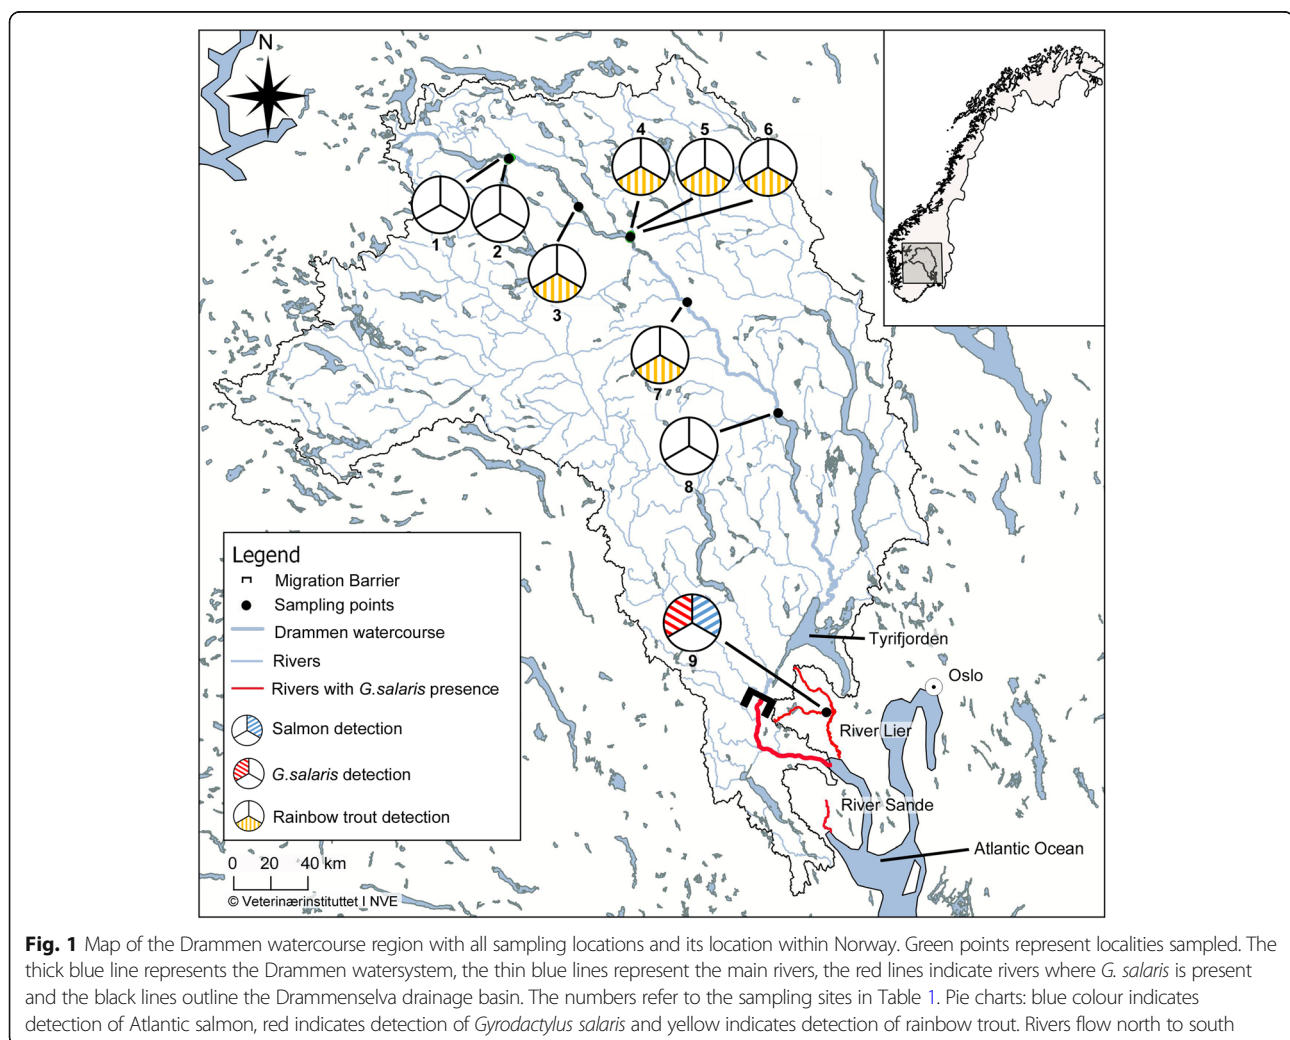 N
4
5
6
1
2
3
7
8
9
Tyrifjorden
Oslo
River Lier
River Sande
Atlantic Ocean
Legend
Migration Barrier
Sampling points
Drammen watercourse
Rivers
Rivers with G.salaris presence
Salmon detection
G.salaris detection
Rainbow trout detection
0 20 40 km
© Veterinærinstituttet I NVE
Fig. 1 Map of the Drammen watercourse region with all sampling locations and its location within Norway. Green points represent localities sampled. The
thick blue line represents the Drammen watersystem, the thin blue lines represent the main rivers, the red lines indicate rivers where G. salaris is present
and the black lines outline the Drammenselva drainage basin. The numbers refer to the sampling sites in Table 1. Pie charts: blue colour indicates
detection of Atlantic salmon, red indicates detection of Gyrodactylus salaris and yellow indicates detection of rainbow trout. Rivers flow north to south